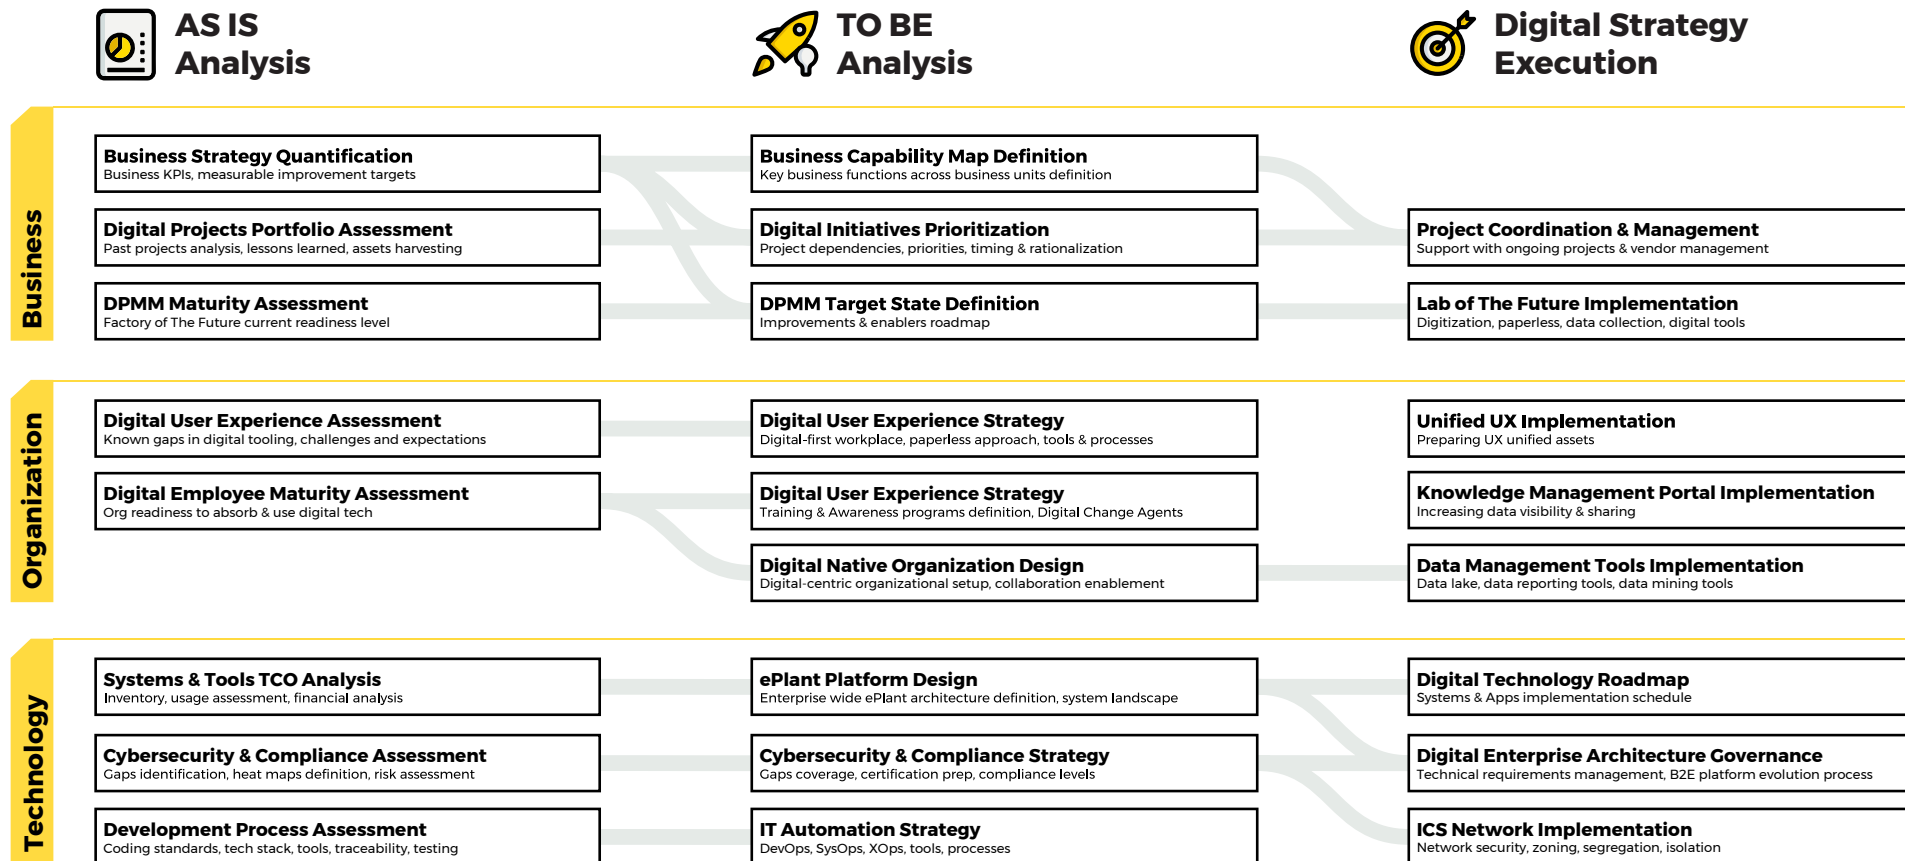 AS IS
Analysis
TO BE
Analysis
Digital Strategy
Execution
Business
Business Strategy Quantification
Business KPIs, measurable improvement targets
Business Capability Map Definition
Key business functions across business units definition
Digital Projects Portfolio Assessment
Past projects analysis, lessons learned, assets harvesting
Digital Initiatives Prioritization
Project dependencies, priorities, timing & rationalization
Project Coordination & Management
Support with ongoing projects & vendor management
DPMM Maturity Assessment
Factory of The Future current readiness level
DPMM Target State Definition
Improvements & enablers roadmap
Lab of The Future Implementation
Digitization, paperless, data collection, digital tools
Organization
Digital User Experience Assessment
Known gaps in digital tooling, challenges and expectations
Digital User Experience Strategy
Digital-first workplace, paperless approach, tools & processes
Unified UX Implementation
Preparing UX unified assets
Digital Employee Maturity Assessment
Org readiness to absorb & use digital tech
Digital User Experience Strategy
Training & Awareness programs definition, Digital Change Agents
Knowledge Management Portal Implementation
Increasing data visibility & sharing
Digital Native Organization Design
Digital-centric organizational setup, collaboration enablement
Data Management Tools Implementation
Data lake, data reporting tools, data mining tools
Technology
Systems & Tools TCO Analysis
Inventory, usage assessment, financial analysis
ePlant Platform Design
Enterprise wide ePlant architecture definition, system landscape
Digital Technology Roadmap
Systems & Apps implementation schedule
Cybersecurity & Compliance Assessment
Gaps identification, heat maps definition, risk assessment
Cybersecurity & Compliance Strategy
Gaps coverage, certification prep, compliance levels
Digital Enterprise Architecture Governance
Technical requirements management, B2E platform evolution process
Development Process Assessment
Coding standards, tech stack, tools, traceability, testing
IT Automation Strategy
DevOps, SysOps, XOps, tools, processes
ICS Network Implementation
Network security, zoning, segregation, isolation